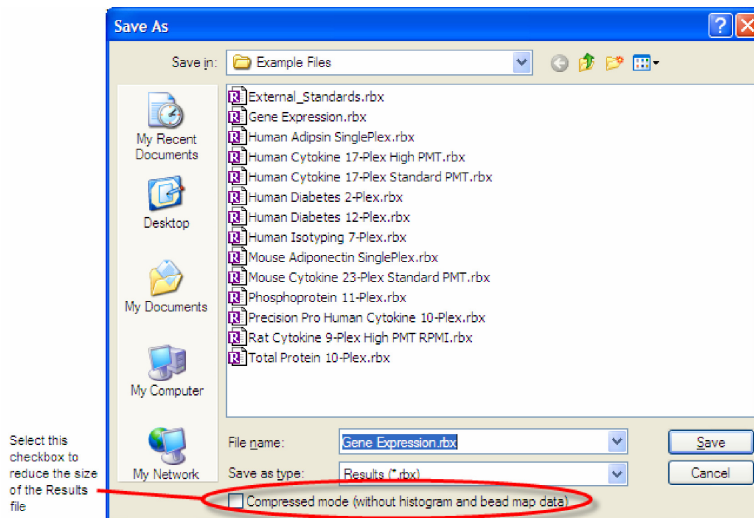 Save As
Save in:
Example Files
My Recent
Documents
Desktop
My Documents
My Computer
My Network
External_Standards.rbx
Gene Expression.rbx
Human Adipsin SinglePlex.rbx
Human Cytokine 17-Plex High PMT.rbx
Human Cytokine 17-Plex Standard PMT.rbx
Human Diabetes 2-Plex.rbx
Human Diabetes 12-Plex.rbx
Human Isotyping 7-Plex.rbx
Mouse Adiponectin SinglePlex.rbx
Mouse Cytokine 23-Plex Standard PMT.rbx
Phosphoprotein 11-Plex.rbx
Precision Pro Human Cytokine 10-Plex.rbx
Rat Cytokine 9-Plex High PMT RPMI.rbx
Total Protein 10-Plex.rbx
File name:
Gene Expression.rbx
Save
Save as type:
Results (*.rbx)
Cancel
Compressed mode (without histogram and bead map data)
Select this
checkbox to
reduce the size
of the Results
file